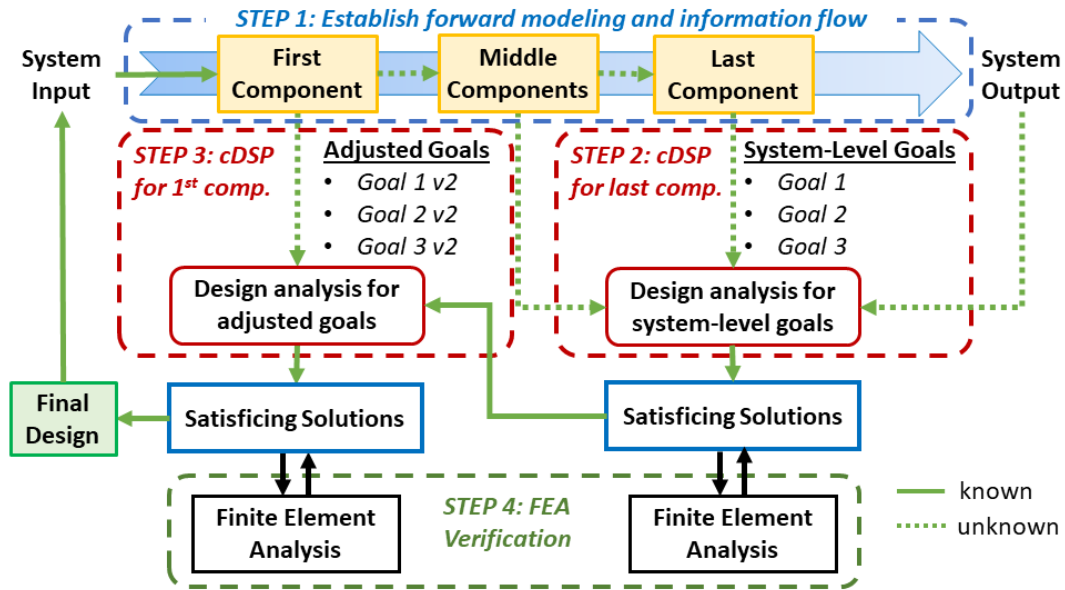 STEP 1: Establish forward modeling and information flow
System
Input
First
Component
Middle
Components
Last
Component
System
Output
STEP 3: cDSP
for 1st comp.
Adjusted Goals
• Goal 1 v2
• Goal 2 v2
• Goal 3 v2
STEP 2: cDSP
for last comp.
System-Level Goals
• Goal 1
• Goal 2
• Goal 3
Design analysis for
adjusted goals
Design analysis for
system-level goals
Final
Design
Satisficing Solutions
Satisficing Solutions
STEP 4: FEA
Verification
Finite Element
Analysis
Finite Element
Analysis
known
unknown